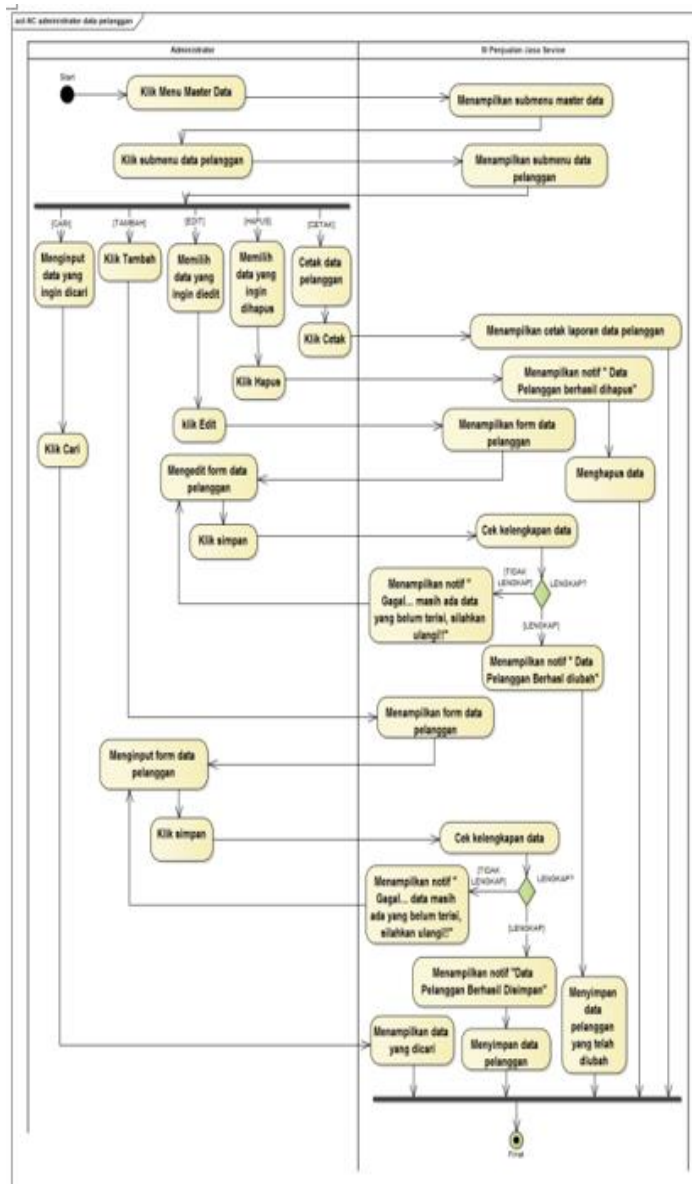 act AC administrator data pelanggan
Administrator
SI Penjualan Jasa Service
Start
Klik Menu Master Data
Menampilkan submenu master data
Klik submenu data pelanggan
Menampilkan submenu data
pelanggan
[CARI]
[TAMBAH]
[EDIT]
[HAPUS]
[CETAK]
Menginput
data yang
ingin dicari
Klik Tambah
Memilih
data yang
ingin diedit
Memilih
data yang
ingin
dihapus
Cetak data
pelanggan
Klik Cetak
Menampilkan cetak laporan data pelanggan
Klik Hapus
Menampilkan notif " Data
Pelanggan berhasil dihapus"
klik Edit
Menampilkan form data
pelanggan
Klik Cari
Mengedit form data
pelanggan
Menghapus data
Klik simpan
Cek kelengkapan data
[TIDAK
LENGKAP]
LENGKAP?
Menampilkan notif "
Gagal... masih ada data
yang belum terisi, silahkan
ulangi!!"
[LENGKAP]
Menampilkan notif " Data
Pelanggan Berhasi diubah"
Menampilkan form data
pelanggan
Menginput form data
pelanggan
Klik simpan
Cek kelengkapan data
[TIDAK
LENGKAP]
LENGKAP?
Menampilkan notif "
Gagal... data masih
ada yang belum terisi,
silahkan ulangi!!"
[LENGKAP]
Menampilkan notif "Data
Pelanggan Berhasil Disimpan"
Menyimpan
data
pelanggan
yang telah
diubah
Menampilkan data
yang dicari
Menyimpan data
pelanggan
Final